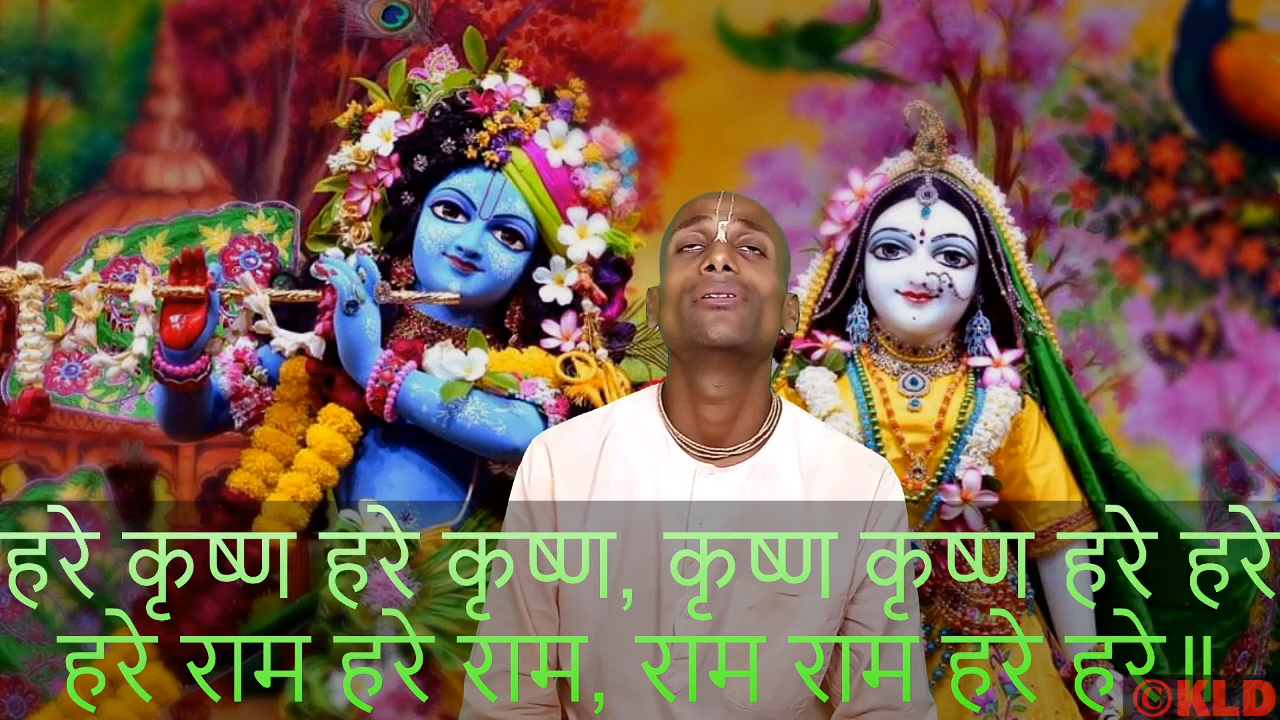 हरे कृष्ण हरे कृष्ण, कृष्ण कृष्ण हरे हरे
हरे राम हरे राम, राम राम हरे हरे॥
©KLD